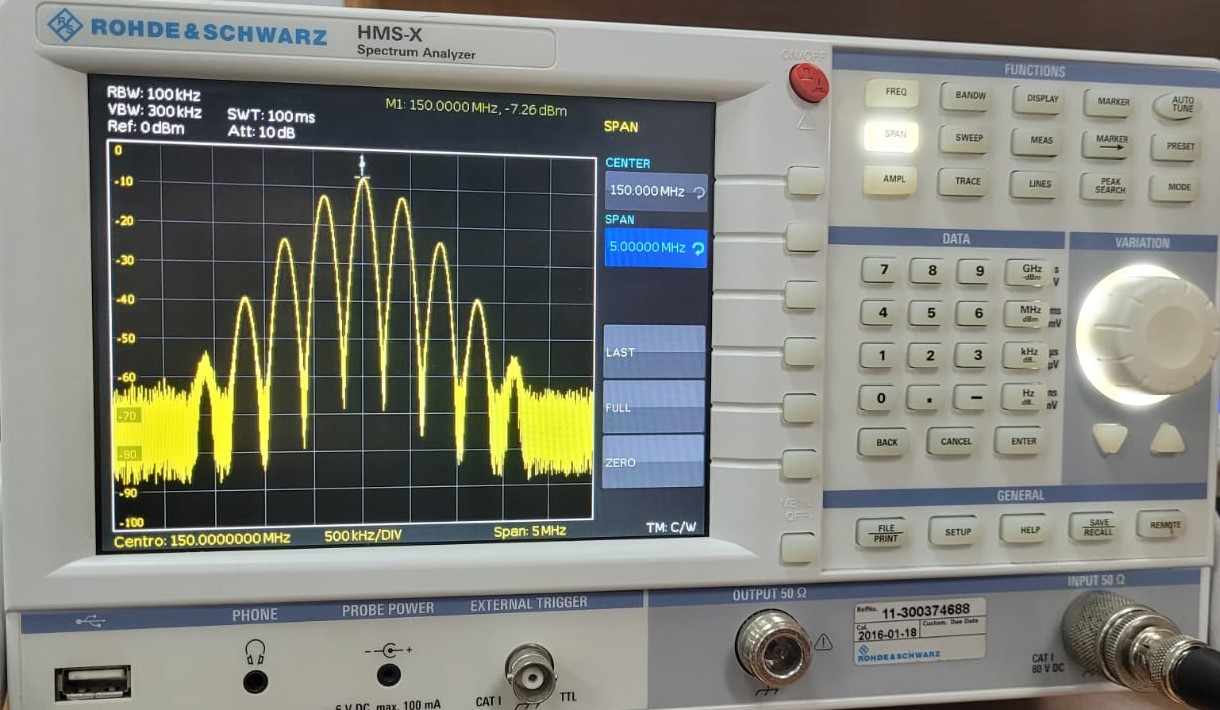 ROHDE & SCHWARZ
HMS-X
Spectrum Analyzer
RBW: 100 kHz
VBW: 300 kHz SWT: 100 ms
Ref: 0 dBm Att: 10 dB
M1: 150.0000 MHz, -7.26 dBm
SPAN
CENTER
150.000 MHz
SPAN
5.00000 MHz
LAST
FULL
ZERO
TM: C/W
0
-10
-20
-30
-40
-50
-60
-70
-80
-90
-100
Centro: 150.0000000 MHz 500 kHz/DIV Span: 5 MHz
ON/OFF
MENU
OFF
FUNCTIONS
FREQ BANDW DISPLAY MARKER AUTO TUNE
SPAN SWEEP MEAS MARKER PRESET
AMPL TRACE LINES PEAK SEARCH MODE
DATA
VARIATION
7 8 9 GHz -dBm s V
4 5 6 MHz dBm ms mV
1 2 3 kHz dB.. µs µV
0 . – Hz dB.. ns nV
BACK CANCEL ENTER
GENERAL
FILE PRINT SETUP HELP SAVE RECALL REMOTE
PHONE
PROBE POWER
EXTERNAL TRIGGER
6 V DC, max. 100 mA
CAT I TTL
OUTPUT 50 Ω
RefNo. 11-300374688
Cal. 2016-01-18
Custom. Due Date
ROHDE & SCHWARZ
INPUT 50 Ω
CAT I
80 V DC